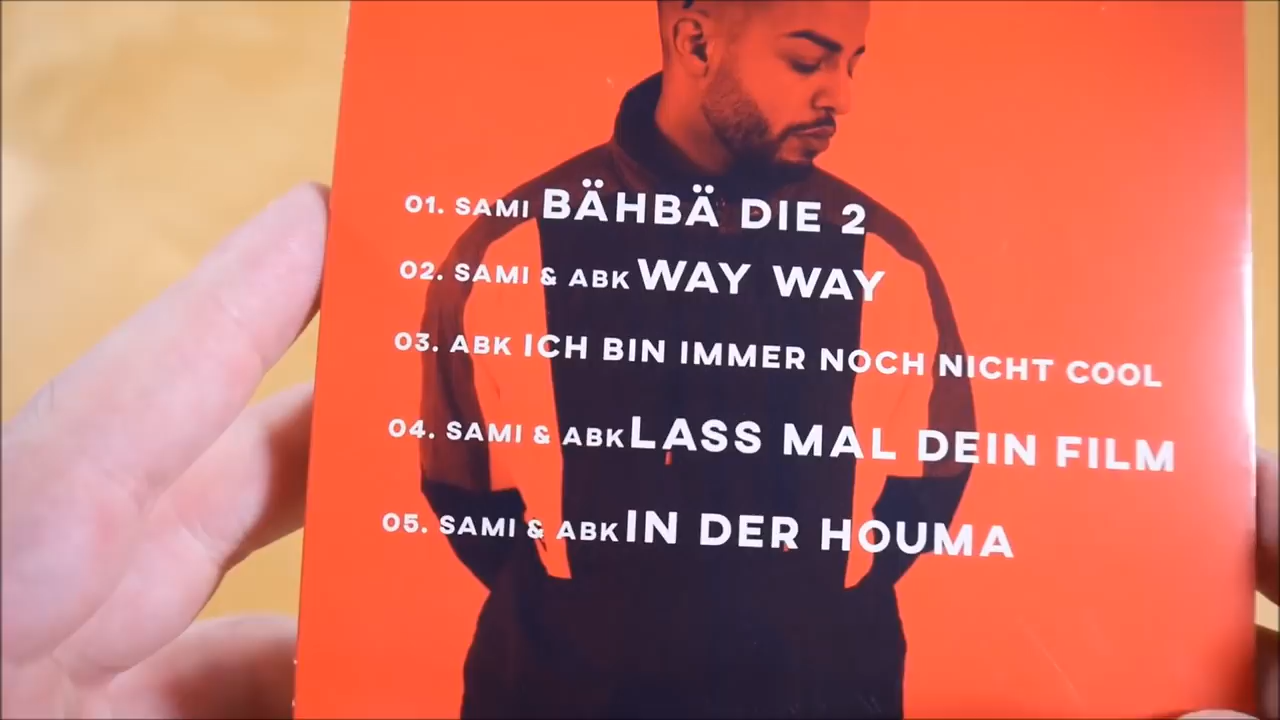 01. SAMI BÄHBÄ DIE 2
02. SAMI & ABK WAY WAY
03. ABK ICH BIN IMMER NOCH NICHT COOL
04. SAMI & ABK LASS MAL DEIN FILM
05. SAMI & ABK IN DER HOUMA